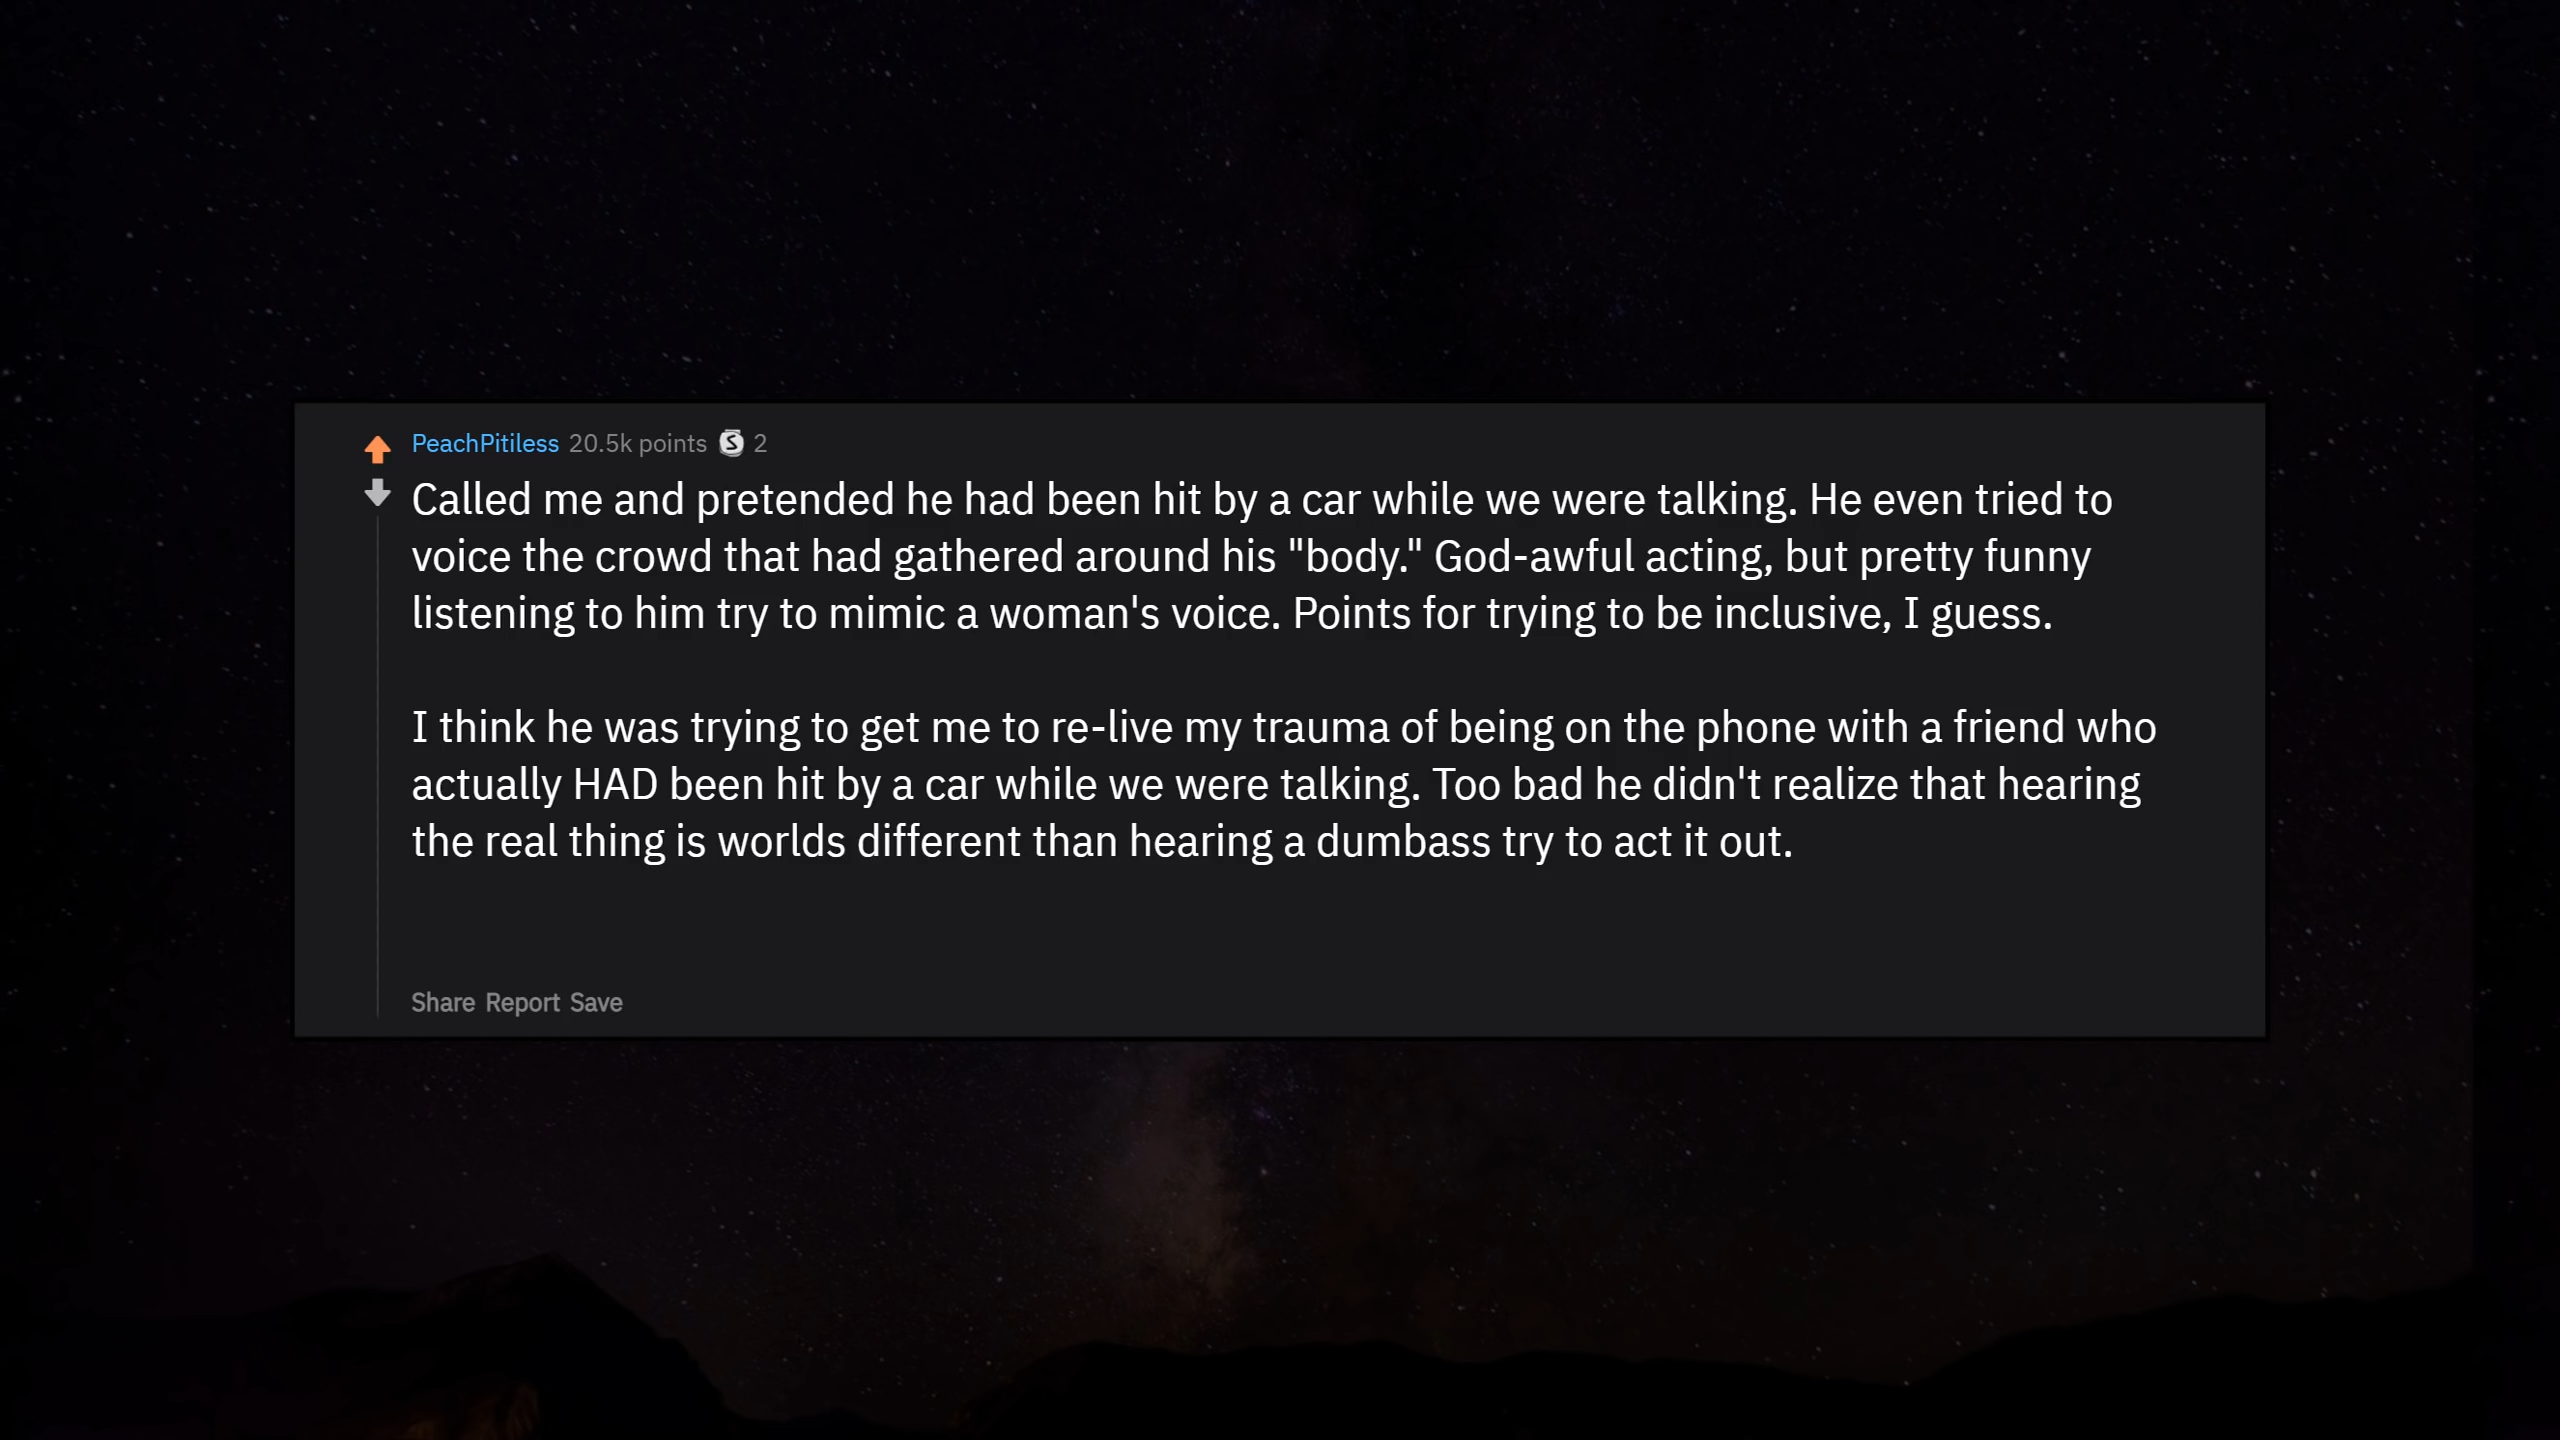 PeachPitiless 20.5k points S 2
Called me and pretended he had been hit by a car while we were talking. He even tried to
voice the crowd that had gathered around his "body." God-awful acting, but pretty funny
listening to him try to mimic a woman's voice. Points for trying to be inclusive, I guess.
I think he was trying to get me to re-live my trauma of being on the phone with a friend who
actually HAD been hit by a car while we were talking. Too bad he didn't realize that hearing
the real thing is worlds different than hearing a dumbass try to act it out.
Share Report Save